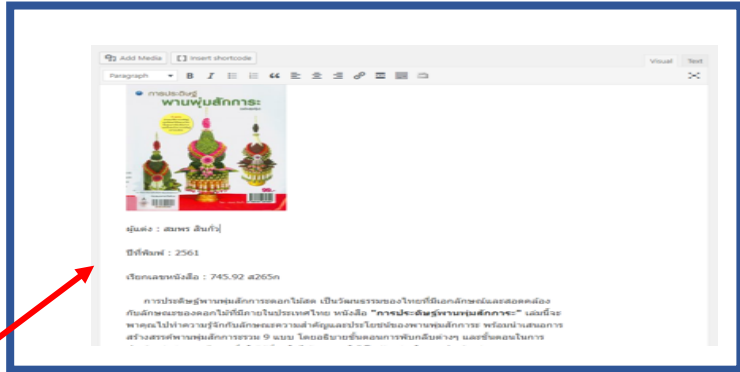 Add Media [ ] Insert shortcode
Visual Text
Paragraph B I
การประดิษฐ์
พานพุ่มสักการะ
ผู้แต่ง : สมพร
ปีที่พิมพ์ : 2561
เรียกเลขหนังสือ : 745.92 ส265ก
การประดิษฐ์พานพุ่มสักการะดอกไม้สด เป็นวัฒนธรรมของไทยที่มีเอกลักษณ์และสอดคล้อง
กับลักษณะของดอกไม้ที่มีภายในประเทศไทย หนังสือ "การประดิษฐ์พานพุ่มสักการะ" เล่มนี้จะ
พาคุณไปทำความรู้จักกับลักษณะความสำคัญและประโยชน์ของพานพุ่มสักการะ พร้อมนำเสนอการ
สร้างสรรค์พานพุ่มสักการะรวม 9 แบบ โดยอธิบายขั้นตอนการพับกลีบต่างๆ และขั้นตอนในการ